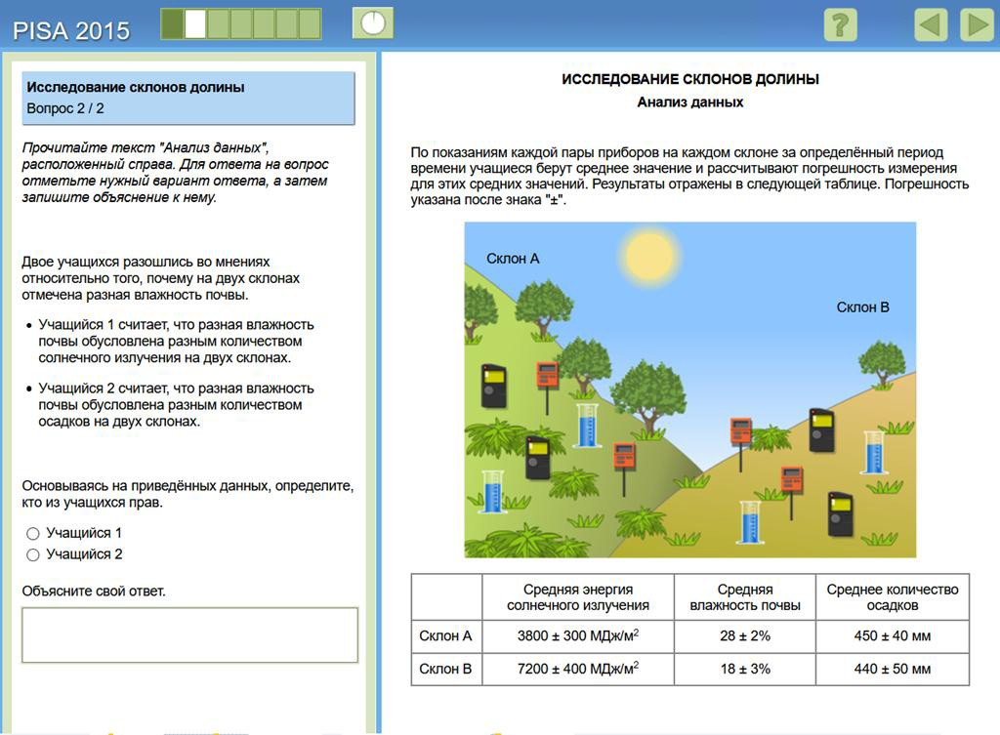 PISA 2015
?
Исследование склонов долины
Вопрос 2 / 2
Прочитайте текст "Анализ данных",
расположенный справа. Для ответа на вопрос
отметьте нужный вариант ответа, а затем
запишите объяснение к нему.
Двое учащихся разошлись во мнениях
относительно того, почему на двух склонах
отмечена разная влажность почвы.
• Учащийся 1 считает, что разная влажность
почвы обусловлена разным количеством
солнечного излучения на двух склонах.
• Учащийся 2 считает, что разная влажность
почвы обусловлена разным количеством
осадков на двух склонах.
Основываясь на приведённых данных, определите,
кто из учащихся прав.
Учащийся 1
Учащийся 2
Объясните свой ответ.
ИССЛЕДОВАНИЕ СКЛОНОВ ДОЛИНЫ
Анализ данных
По показаниям каждой пары приборов на каждом склоне за определённый период
времени учащиеся берут среднее значение и рассчитывают погрешность измерения
для этих средних значений. Результаты отражены в следующей таблице. Погрешность
указана после знака "±".
Склон A
Склон B
Средняя энергия
солнечного излучения
Средняя
влажность почвы
Среднее количество
осадков
Склон A 3800 ± 300 МДж/м² 28 ± 2% 450 ± 40 мм
Склон B 7200 ± 400 МДж/м² 18 ± 3% 440 ± 50 мм